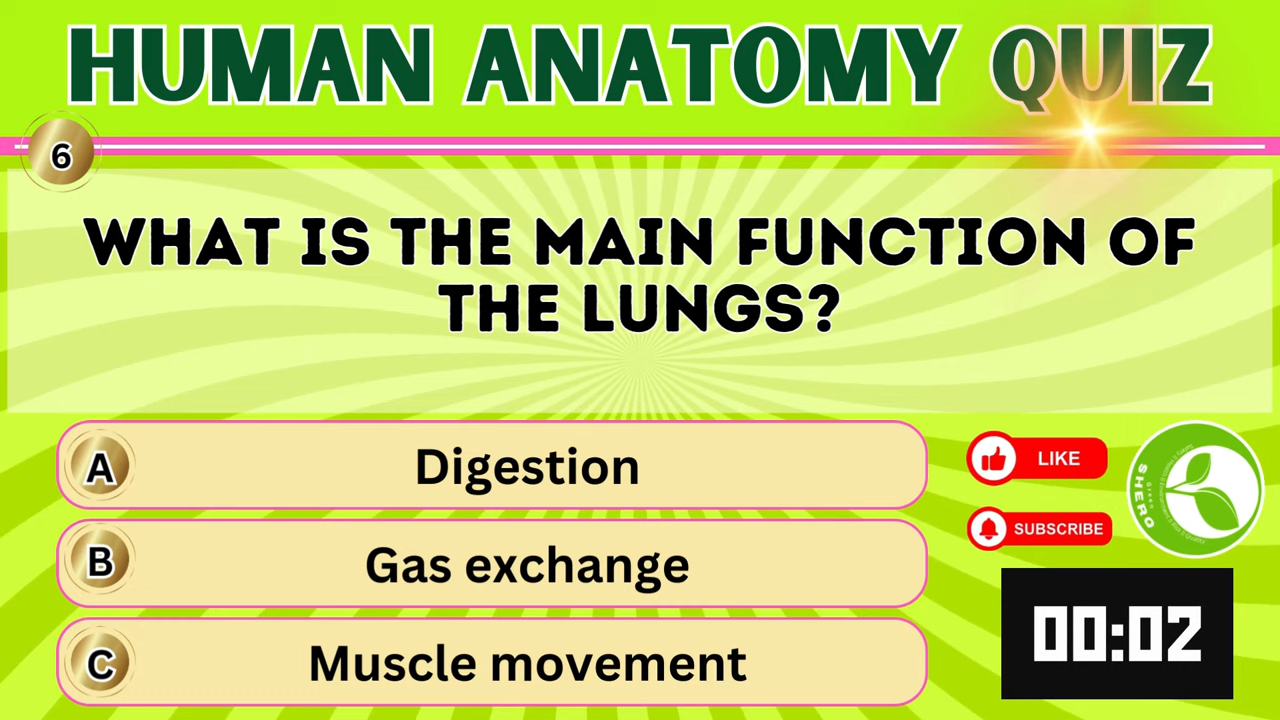 HUMAN ANATOMY QUIZ
6
WHAT IS THE MAIN FUNCTION OF
THE LUNGS?
A Digestion
B Gas exchange
C Muscle movement
LIKE
SUBSCRIBE
SHERO
00:02